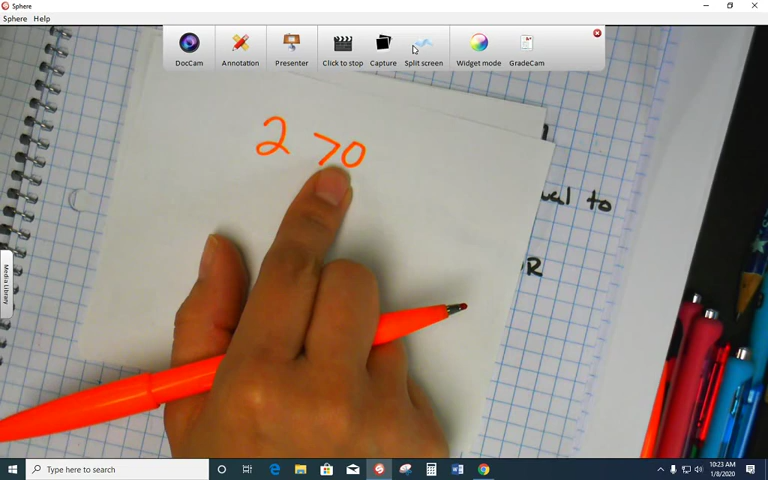 Sphere
Sphere Help
DocCam Annotation Presenter Click to stop Capture Split screen Widget mode GradeCam
2 >0
to
R
Media Library
Type here to search
10:23 AM
1/8/2020